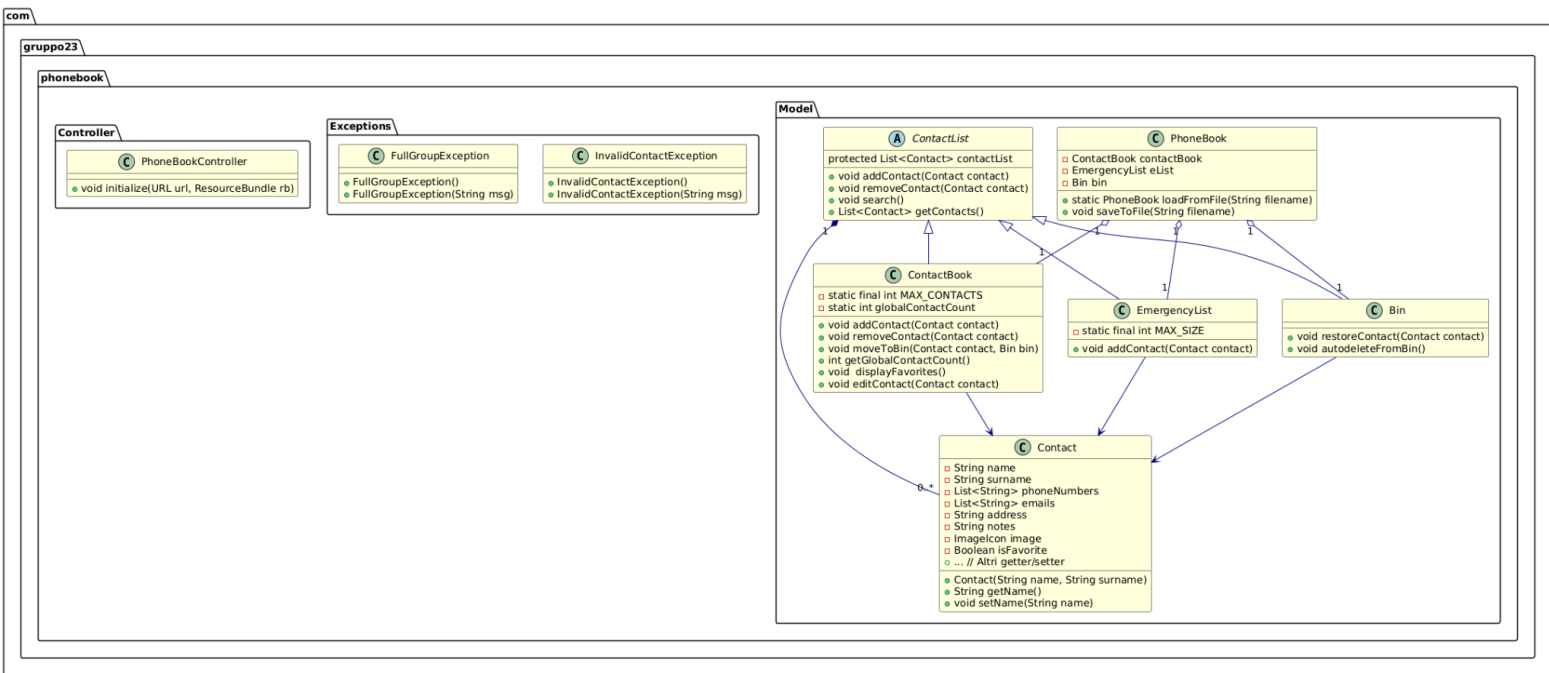 com
gruppo23
phonebook
Controller
C PhoneBookController
void initialize(URL url, ResourceBundle rb)
Exceptions
C FullGroupException
FullGroupException()
FullGroupException(String msg)
C InvalidContactException
InvalidContactException()
InvalidContactException(String msg)
Model
A ContactList
protected List<Contact> contactList
void addContact(Contact contact)
void removeContact(Contact contact)
void search()
List<Contact> getContacts()
C PhoneBook
ContactBook contactBook
EmergencyList eList
Bin bin
static PhoneBook loadFromFile(String filename)
void saveToFile(String filename)
1
1
1
1
1
1
1
C ContactBook
static final int MAX_CONTACTS
static int globalContactCount
void addContact(Contact contact)
void removeContact(Contact contact)
void moveToBin(Contact contact, Bin bin)
int getGlobalContactCount()
void  displayFavorites()
void editContact(Contact contact)
C EmergencyList
static final int MAX_SIZE
void addContact(Contact contact)
C Bin
void restoreContact(Contact contact)
void autodeleteFromBin()
0..*
C Contact
String name
String surname
List<String> phoneNumbers
List<String> emails
String address
String notes
ImageIcon image
Boolean isFavorite
... // Altri getter/setter
Contact(String name, String surname)
String getName()
void setName(String name)